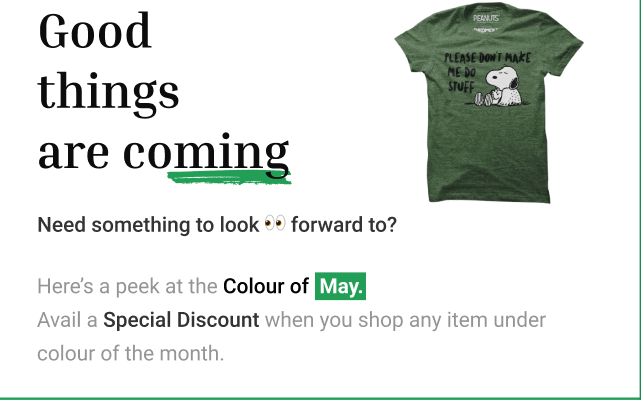 Good
things
are coming
PEANUTS
PLEASE DON'T MAKE
ME DO
STUFF
Need something to look 👀 forward to?
Here's a peek at the Colour of May.
Avail a Special Discount when you shop any item under
colour of the month.